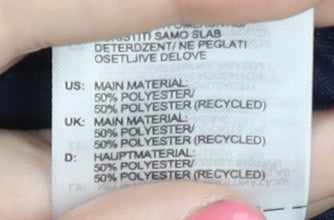 ISTITI SAMO SLAB
DETERDZENT/ NE PEGLATI
OSETLJIVE DELOVE
US: MAIN MATERIAL:
50% POLYESTER/
50% POLYESTER (RECYCLED)
UK: MAIN MATERIAL:
50% POLYESTER/
50% POLYESTER (RECYCLED)
D: HAUPTMATERIAL:
50% POLYESTER/
50% POLYESTER (RECYCLED)